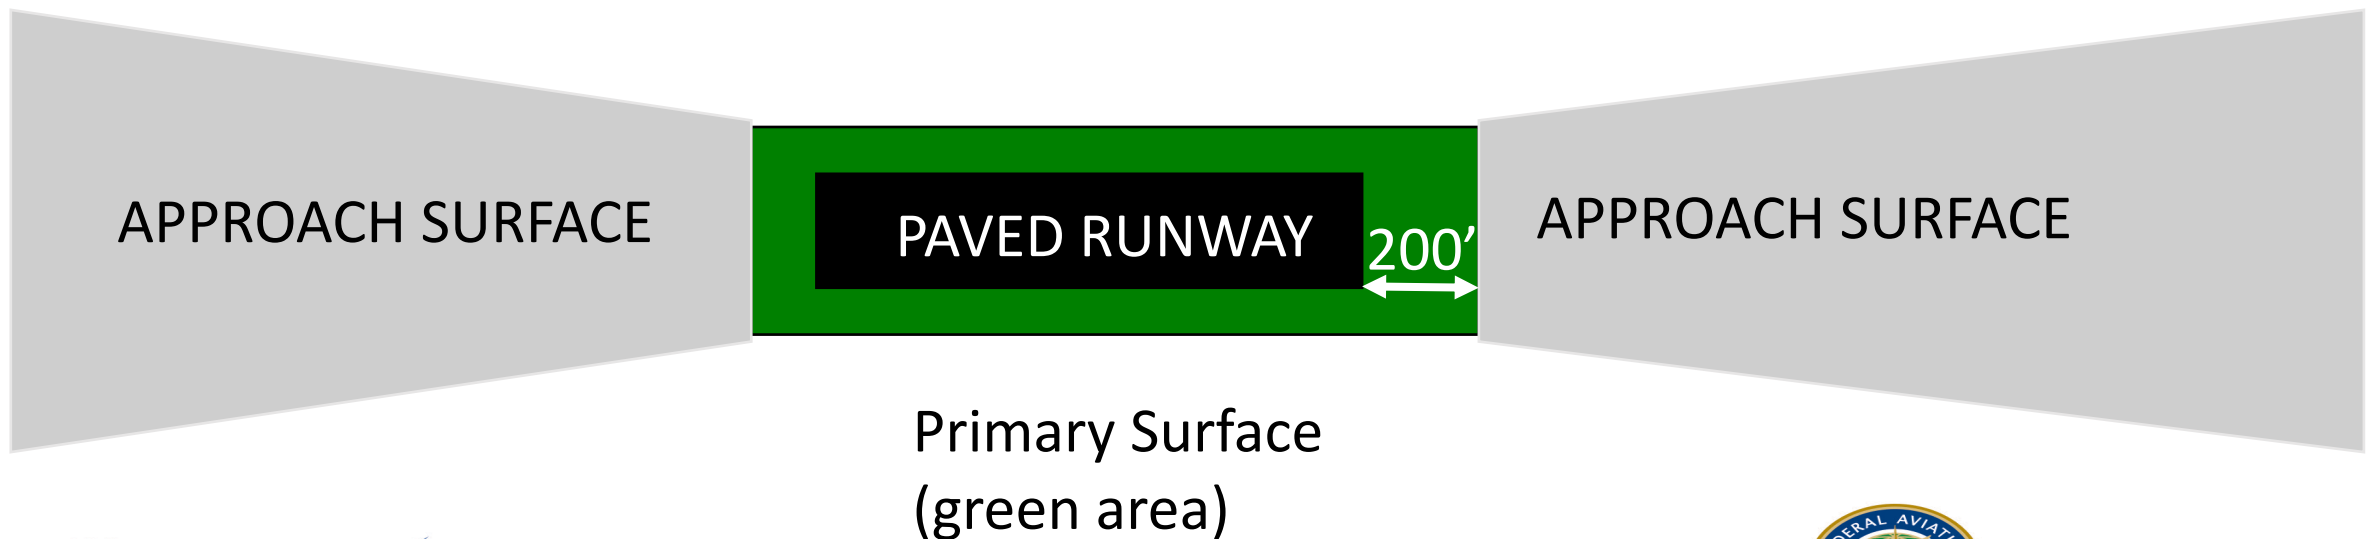 APPROACH SURFACE
PAVED RUNWAY
200’
APPROACH SURFACE
Primary Surface
(green area)